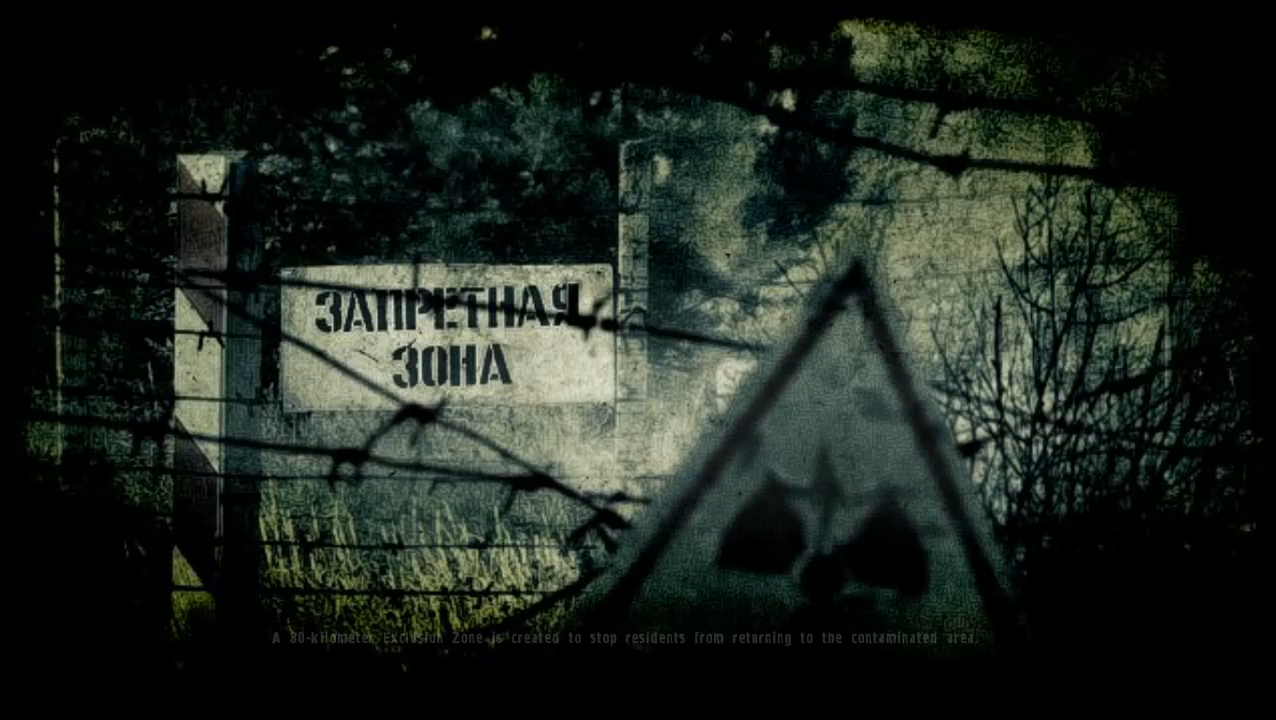 ЗАПРЕТНАЯ
ЗОНА
A 30-kilometer Exclusion Zone is created to stop residents from returning to the contaminated area.